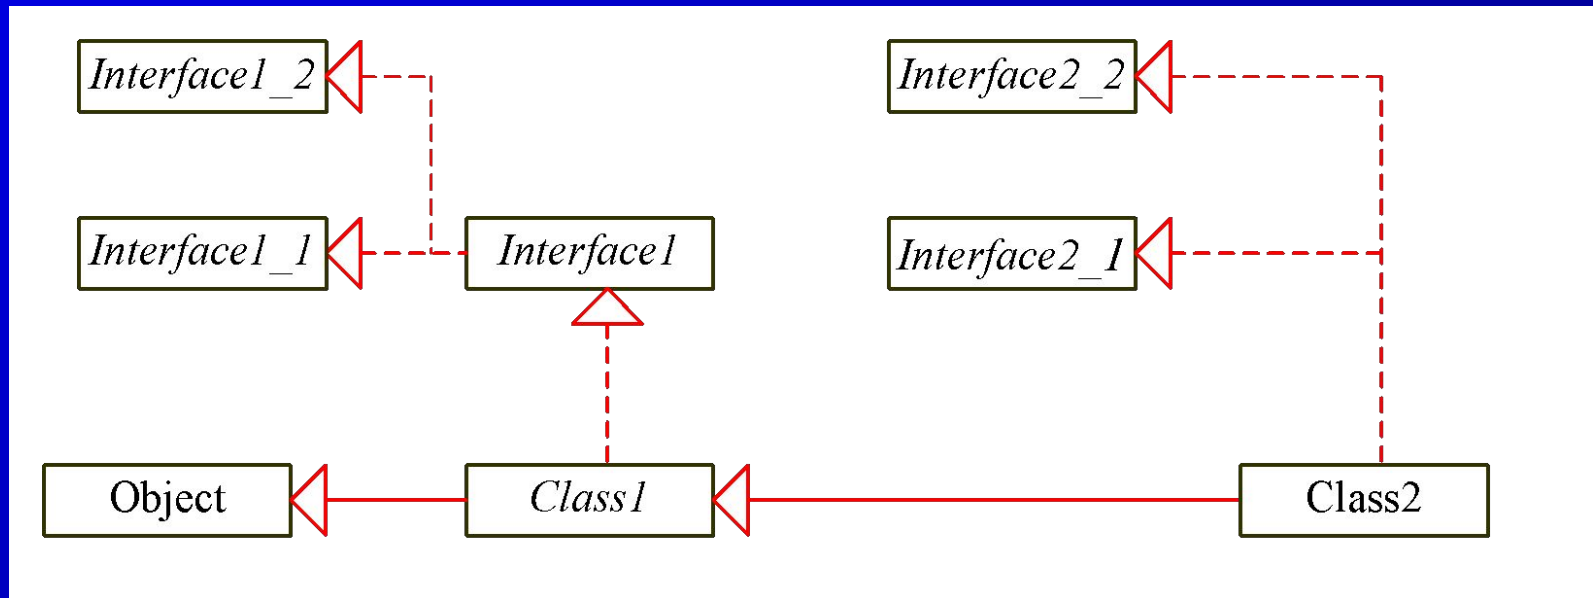 Interface1_2
Interface2_2
Interface1_1
Interface1
Interface2_1
Object
Class1
Class2